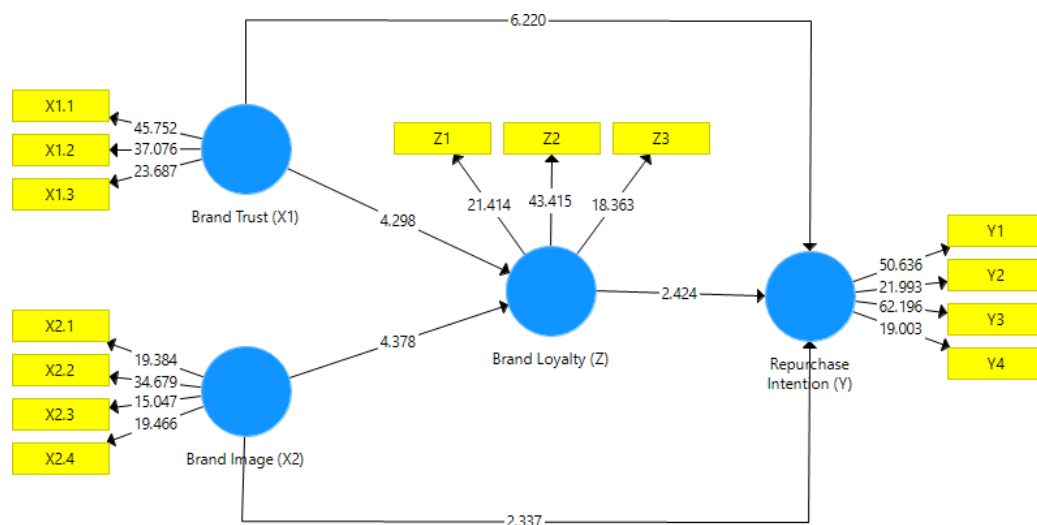 6.220
X1.1
X1.2
X1.3
45.752
37.076
23.687
Brand Trust (X1)
Z1
Z2
Z3
21.414
43.415
18.363
4.298
4.378
Brand Loyalty (Z)
2.424
Y1
Y2
Y3
Y4
50.636
21.993
62.196
19.003
Repurchase
Intention (Y)
X2.1
X2.2
X2.3
X2.4
19.384
34.679
15.047
19.466
Brand Image (X2)
2.337